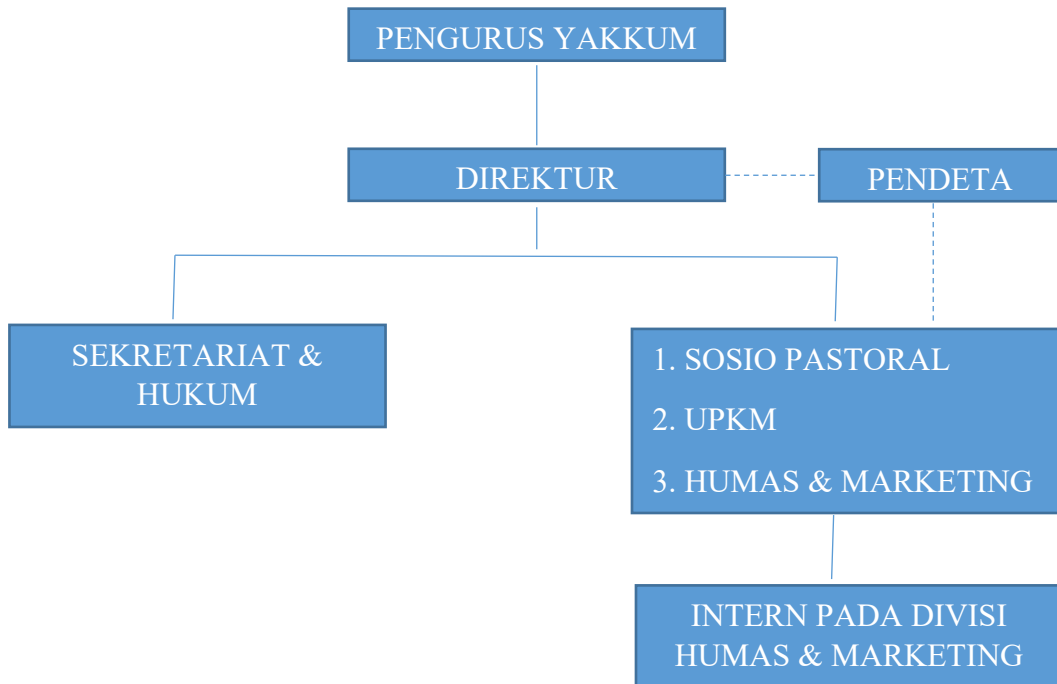 PENGURUS YAKKUM
DIREKTUR
PENDETA
SEKRETARIAT &
HUKUM
1. SOSIO PASTORAL
2. UPKM
3. HUMAS & MARKETING
INTERN PADA DIVISI
HUMAS & MARKETING